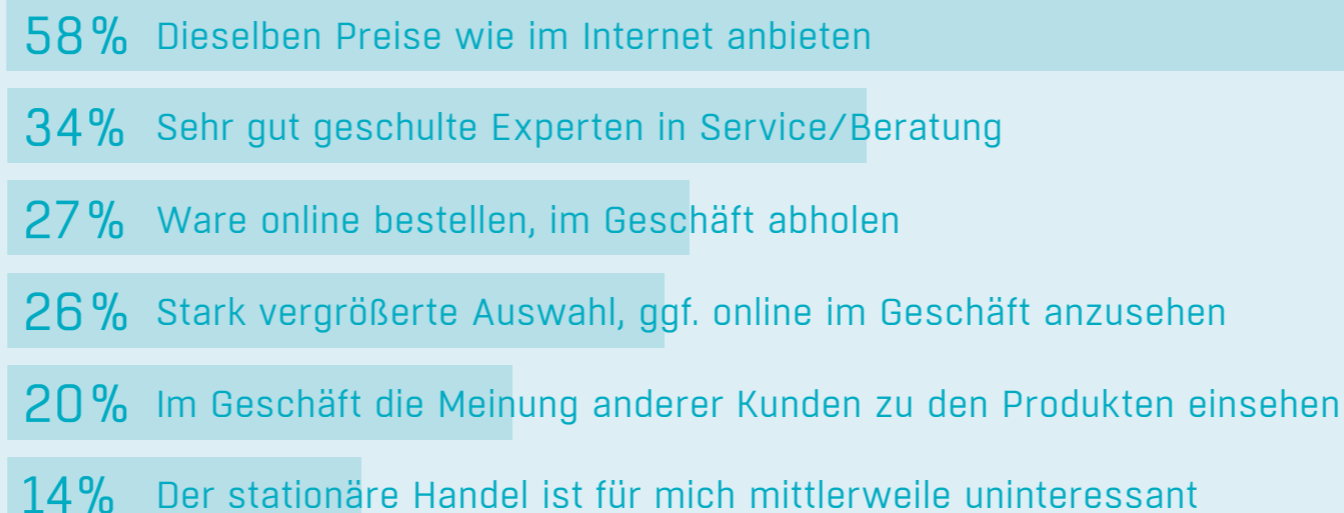 58% Dieselben Preise wie im Internet anbieten
34% Sehr gut geschulte Experten in Service/Beratung
27% Ware online bestellen, im Geschäft abholen
26% Stark vergrößerte Auswahl, ggf. online im Geschäft anzusehen
20% Im Geschäft die Meinung anderer Kunden zu den Produkten einsehen
14% Der stationäre Handel ist für mich mittlerweile uninteressant